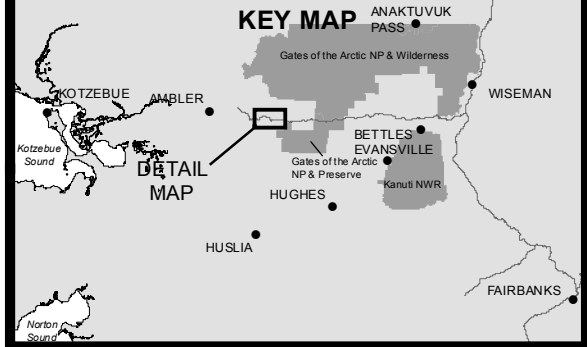 KEY MAP
ANAKTUVUK
PASS
Gates of the Arctic NP & Wilderness
WISEMAN
KOTZEBUE
AMBLER
Kotzebue
Sound
DETAIL
MAP
BETTLES
EVANSVILLE
Gates of the Arctic
NP & Preserve
Kanuti NWR
HUGHES
HUSLIA
FAIRBANKS
Norton
Sound